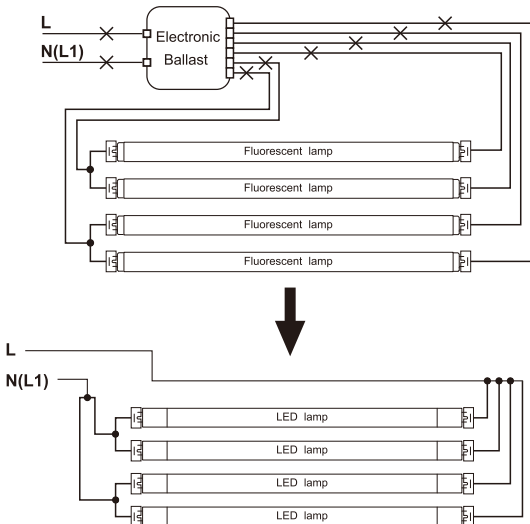 L
N(L1)
Electronic
Ballast
Fluorescent lamp
Fluorescent lamp
Fluorescent lamp
Fluorescent lamp
L
N(L1)
LED lamp
LED lamp
LED lamp
LED lamp